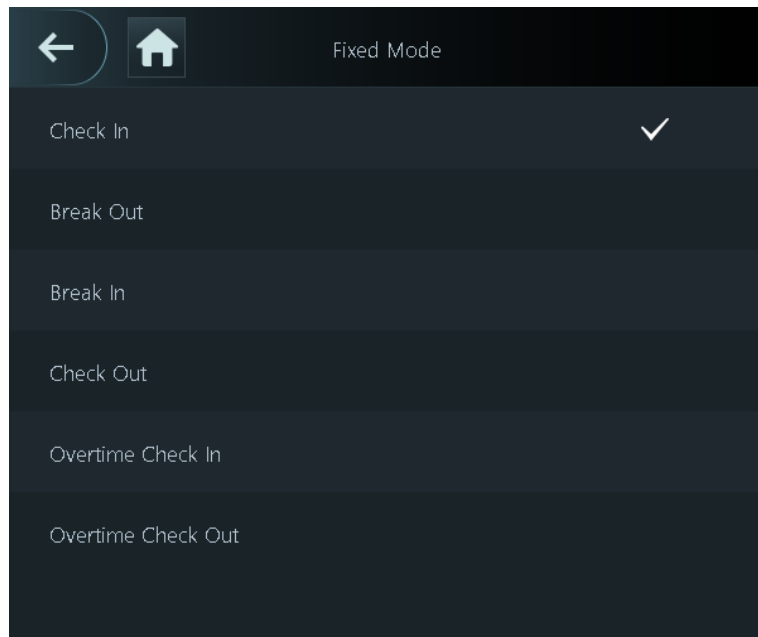 Fixed Mode
Check In
Break Out
Break In
Check Out
Overtime Check In
Overtime Check Out